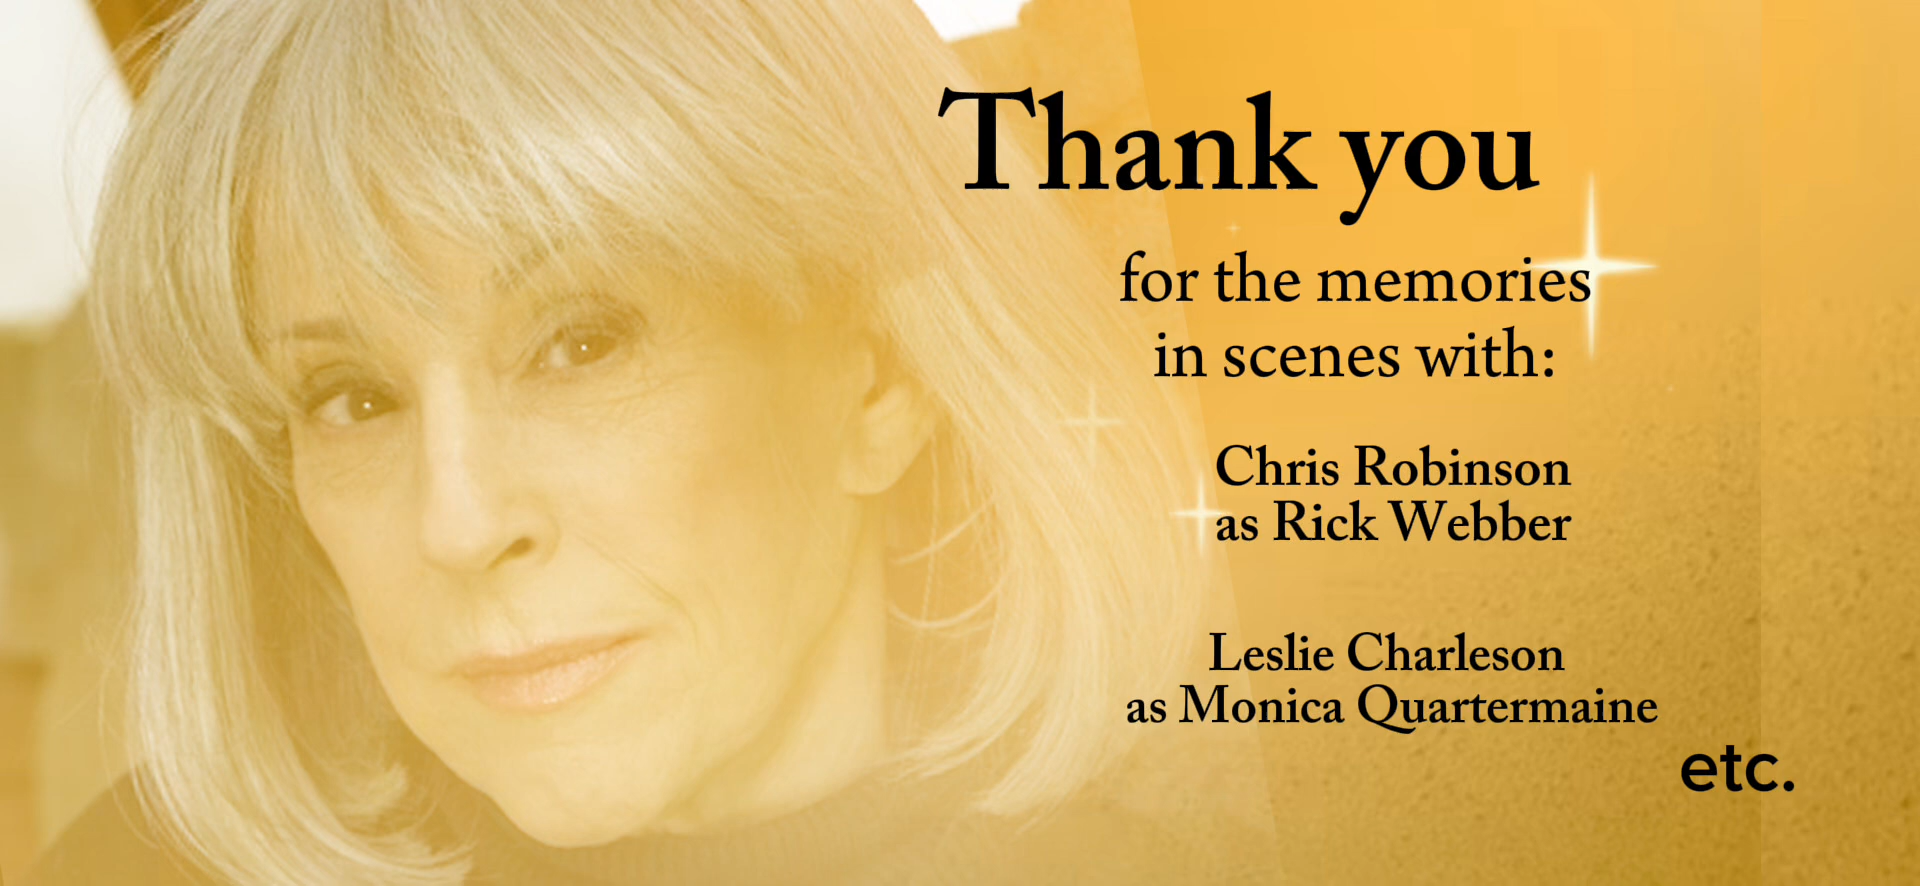 Thank you
for the memories
in scenes with:
Chris Robinson
as Rick Webber
Leslie Charleson
as Monica Quartermaine
etc.